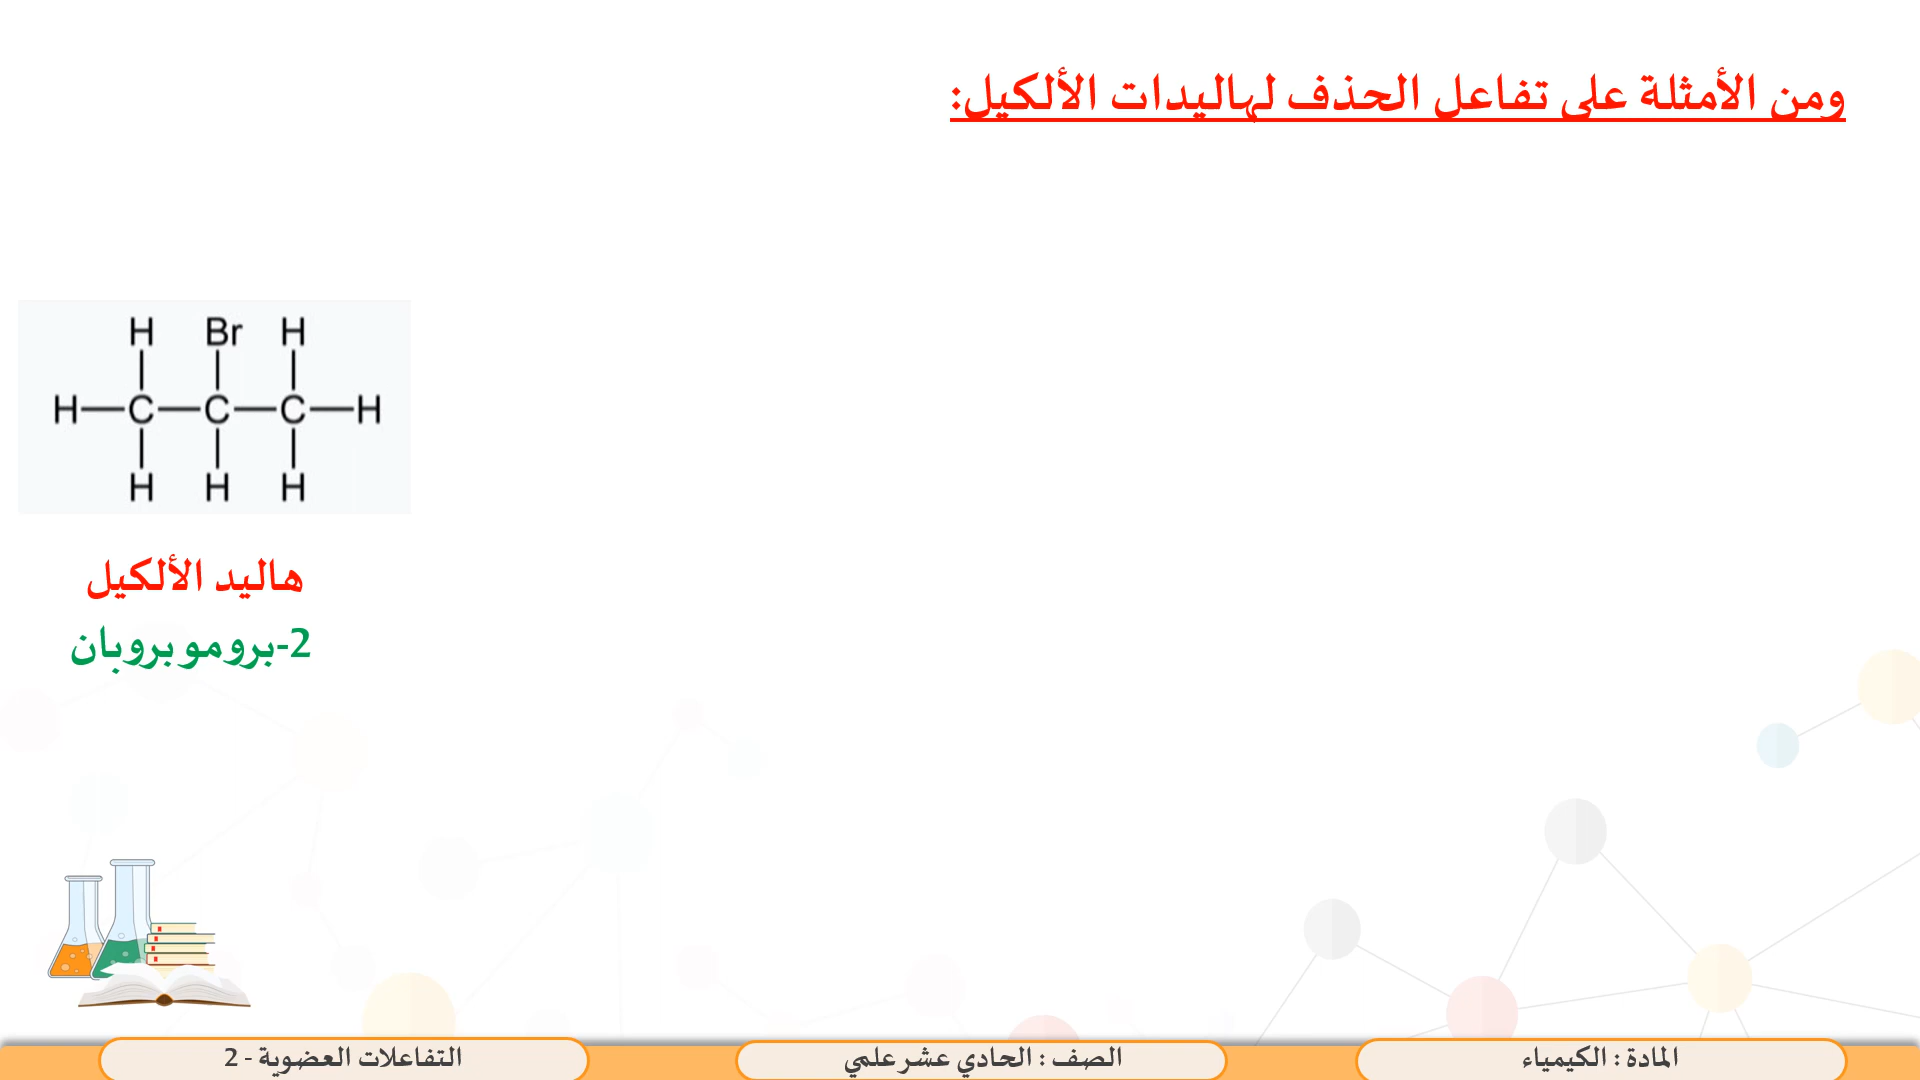 ومن الأمثلة على تفاعل الحذف لهاليدات الألكيل:
H Br H
H—C—C—C—H
H H H
هاليد الألكيل
2-برومو بروبان
المادة : الكيمياء
الصف : الحادي عشر علمي
التفاعلات العضوية - 2